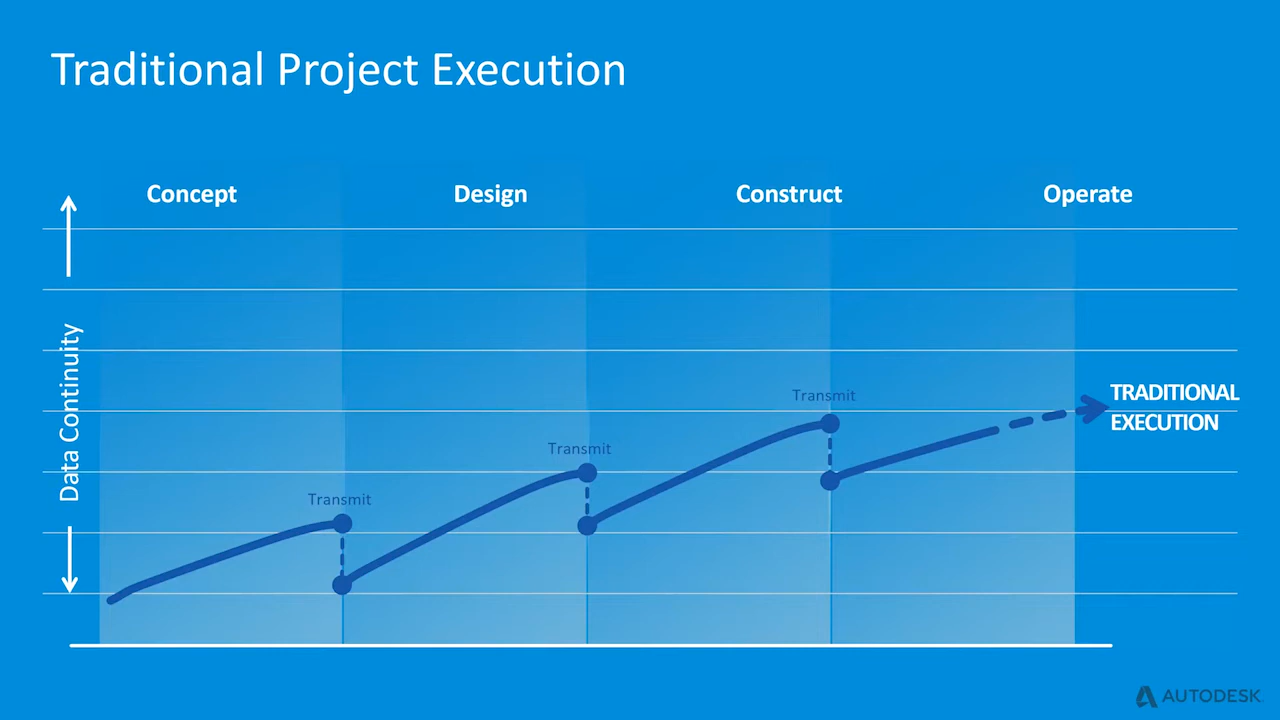 Traditional Project Execution
Concept
Design
Construct
Operate
Data Continuity
Transmit
Transmit
Transmit
TRADITIONAL
EXECUTION
AUTODESK